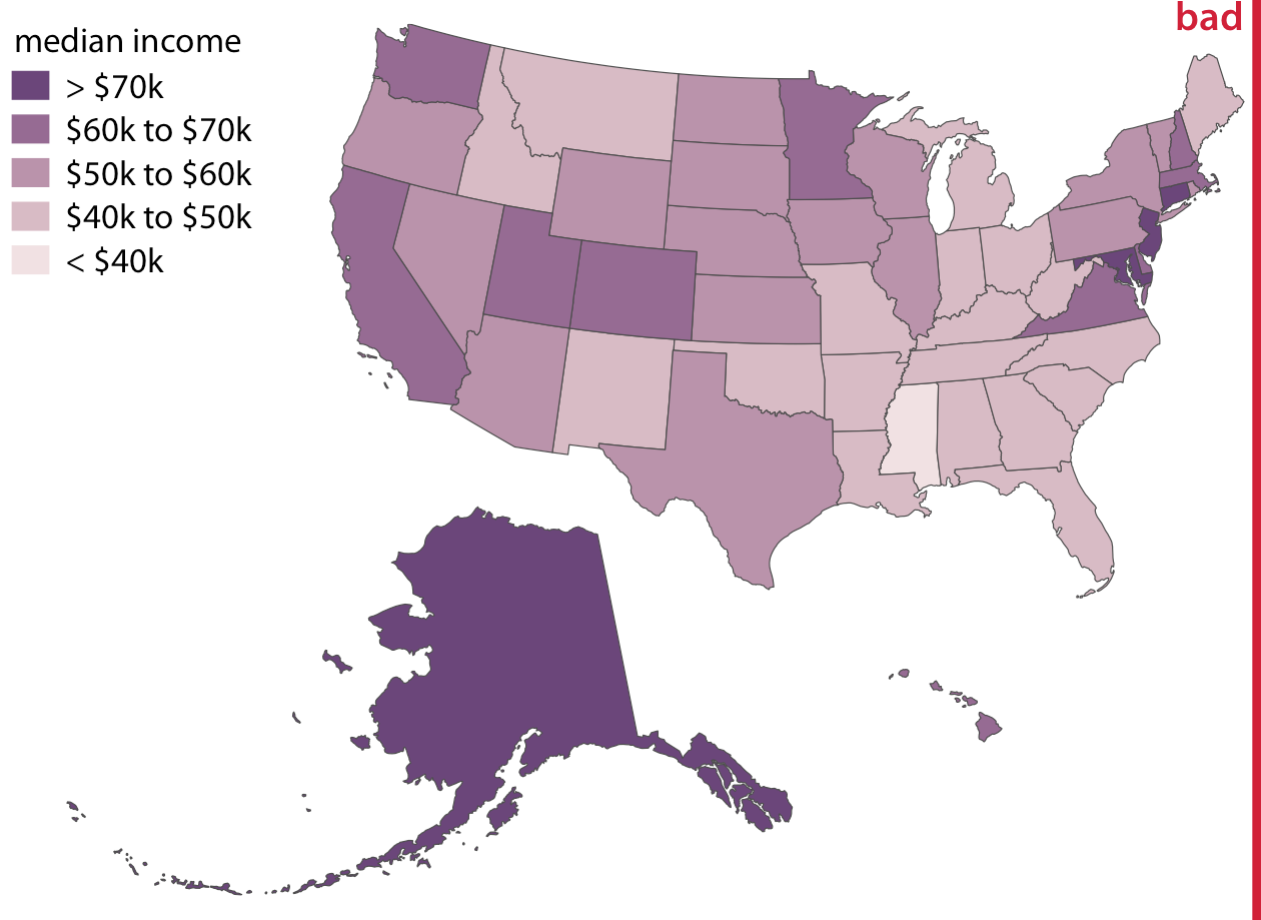 bad
median income
> $70k
$60k to $70k
$50k to $60k
$40k to $50k
< $40k